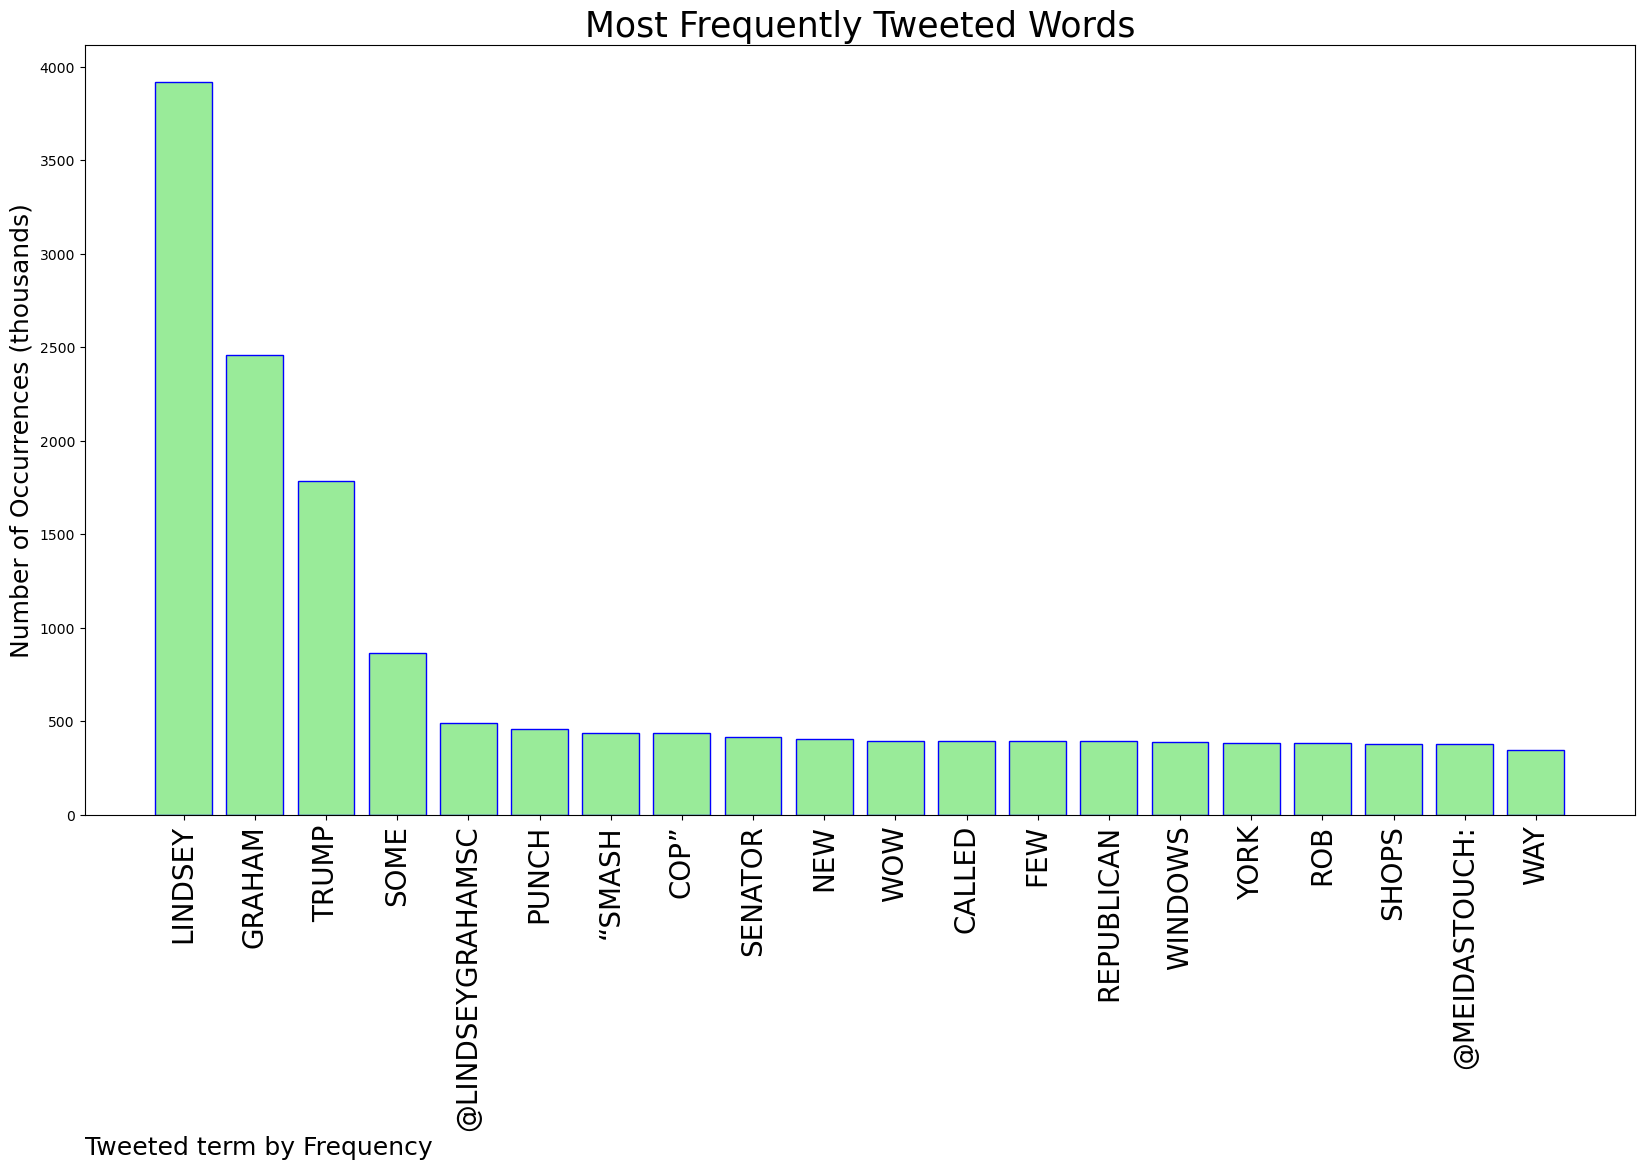 Most Frequently Tweeted Words
Number of Occurrences (thousands)
4000
3500
3000
2500
2000
1500
1000
500
0
LINDSEY
GRAHAM
TRUMP
SOME
@LINDSEYGRAHAMSC
PUNCH
“SMASH
COP”
SENATOR
NEW
WOW
CALLED
FEW
REPUBLICAN
WINDOWS
YORK
ROB
SHOPS
@MEIDASTOUCH:
WAY
Tweeted term by Frequency